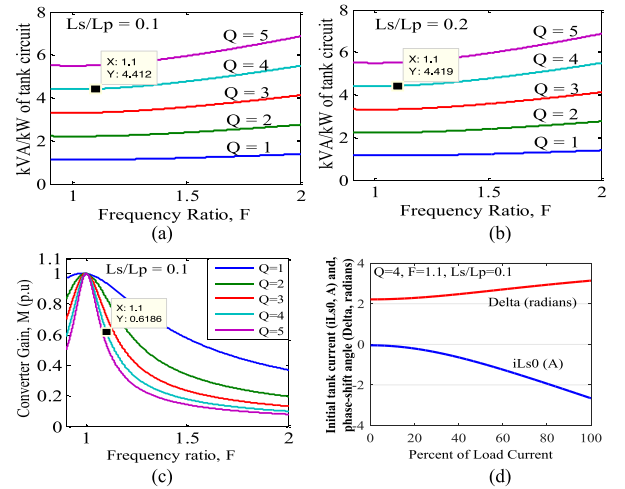 Ls/Lp = 0.1
kVA/kW of tank circuit
8
6
4
2
0
X: 1.1
Y: 4.412
Q = 5
Q = 4
Q = 3
Q = 2
Q = 1
1
1.5
2
Frequency Ratio, F
(a)
Ls/Lp = 0.2
kVA/kW of tank circuit
8
6
4
2
0
X: 1.1
Y: 4.419
Q = 5
Q = 4
Q = 3
Q = 2
Q = 1
1
1.5
2
Frequency Ratio, F
(b)
Ls/Lp = 0.1
Converter Gain, M (p.u)
1.1
1
0.8
0.6
0.4
0.2
0
X: 1.1
Y: 0.6186
Q=1
Q=2
Q=3
Q=4
Q=5
1
1.5
2
Frequency ratio, F
(c)
Q=4, F=1.1, Ls/Lp=0.1
Initial tank current (iLs0, A) and,
phase-shift angle (Delta, radians)
4
2
0
-2
-4
Delta (radians)
iLs0 (A)
0
20
40
60
80
100
Percent of Load Current
(d)